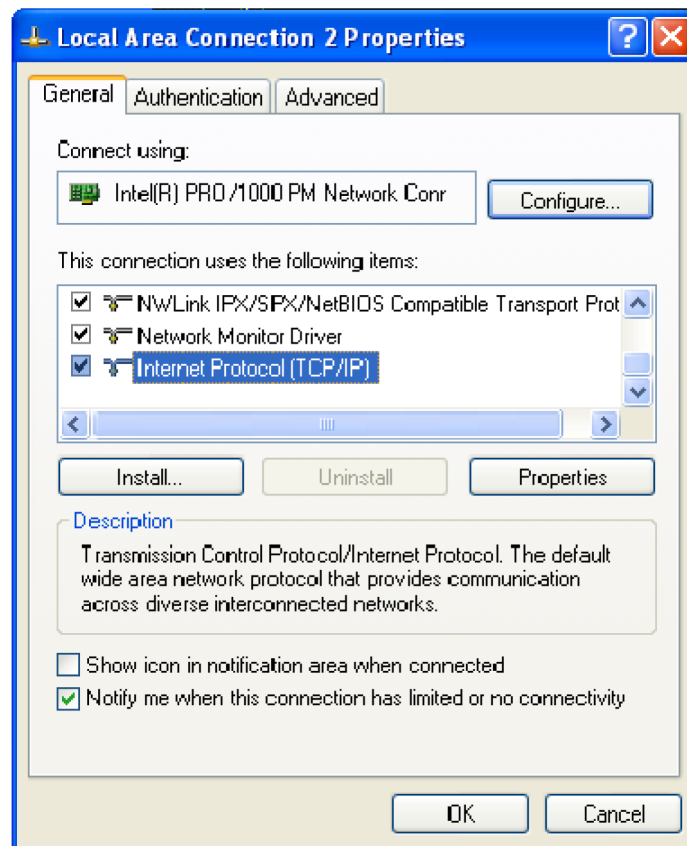 Local Area Connection 2 Properties
General
Authentication
Advanced
Connect using:
Intel(R) PRO/1000 PM Network Conr
Configure...
This connection uses the following items:
NWLink IPX/SPX/NetBIOS Compatible Transport Prot
Network Monitor Driver
Internet Protocol (TCP/IP)
Install...
Uninstall
Properties
Description
Transmission Control Protocol/Internet Protocol. The default
wide area network protocol that provides communication
across diverse interconnected networks.
Show icon in notification area when connected
Notify me when this connection has limited or no connectivity
OK
Cancel